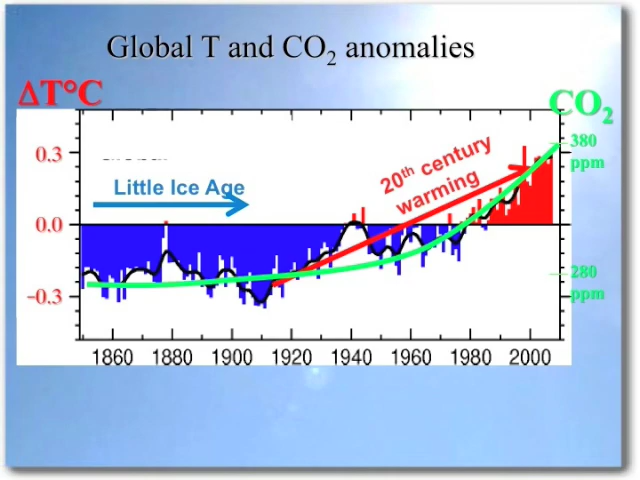 Global T and CO₂ anomalies
ΔT°C
CO₂
380
ppm
0.3
20th century
warming
Little Ice Age
0.0
280
ppm
-0.3
1860 1880 1900 1920 1940 1960 1980 2000